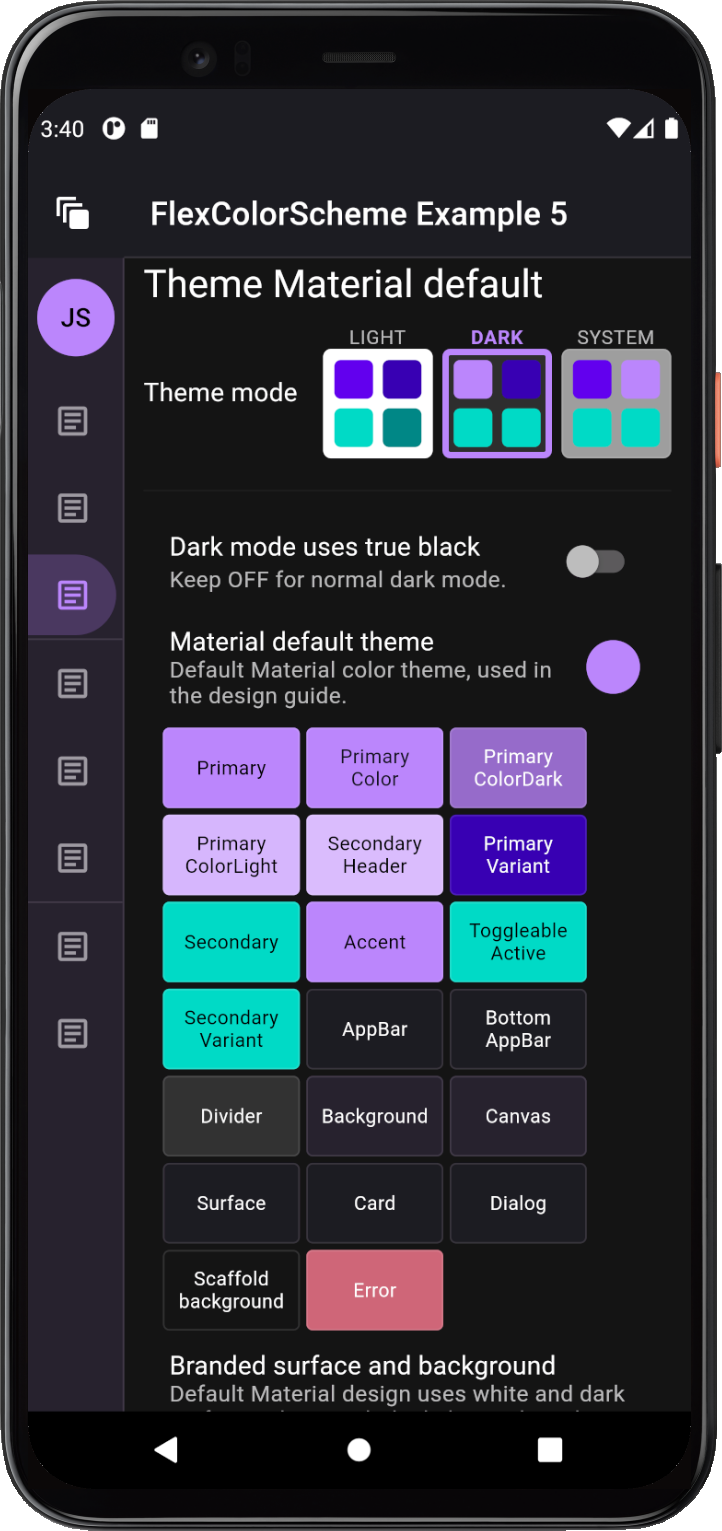 3:40
FlexColorScheme Example 5
JS
Theme Material default
LIGHT
DARK
SYSTEM
Theme mode
Dark mode uses true black
Keep OFF for normal dark mode.
Material default theme
Default Material color theme, used in
the design guide.
Primary
Primary
Color
Primary
ColorDark
Primary
ColorLight
Secondary
Header
Primary
Variant
Secondary
Accent
Toggleable
Active
Secondary
Variant
AppBar
Bottom
AppBar
Divider
Background
Canvas
Surface
Card
Dialog
Scaffold
background
Error
Branded surface and background
Default Material design uses white and dark